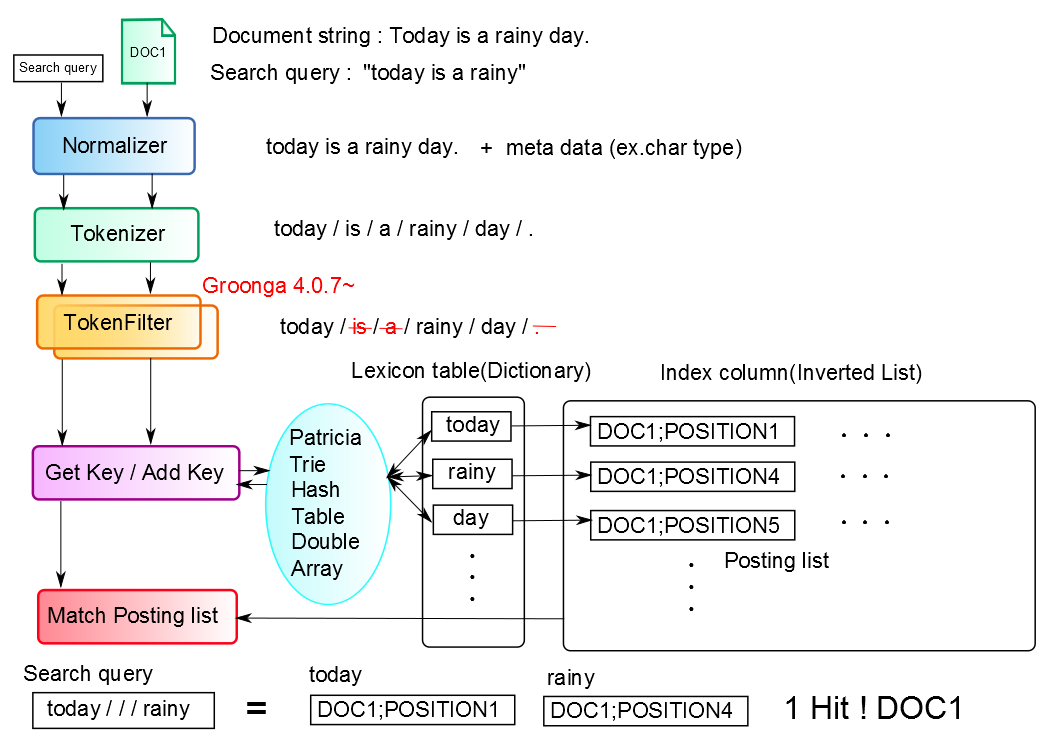 Document string : Today is a rainy day.
DOC1
Search query
Search query :  "today is a rainy"
Normalizer
today is a rainy day.   +  meta data (ex.char type)
Tokenizer
today / is / a / rainy / day / .
Groonga 4.0.7~
TokenFilter
today / is / a / rainy / day / .
Lexicon table(Dictionary)
Index column(Inverted List)
Patricia
Trie
Hash
Table
Double
Array
today
DOC1;POSITION1
. . .
Get Key / Add Key
rainy
DOC1;POSITION4
. . .
day
DOC1;POSITION5
. . .
Posting list
Match Posting list
Search query
today / / / rainy
=
today
DOC1;POSITION1
rainy
DOC1;POSITION4
1 Hit ! DOC1